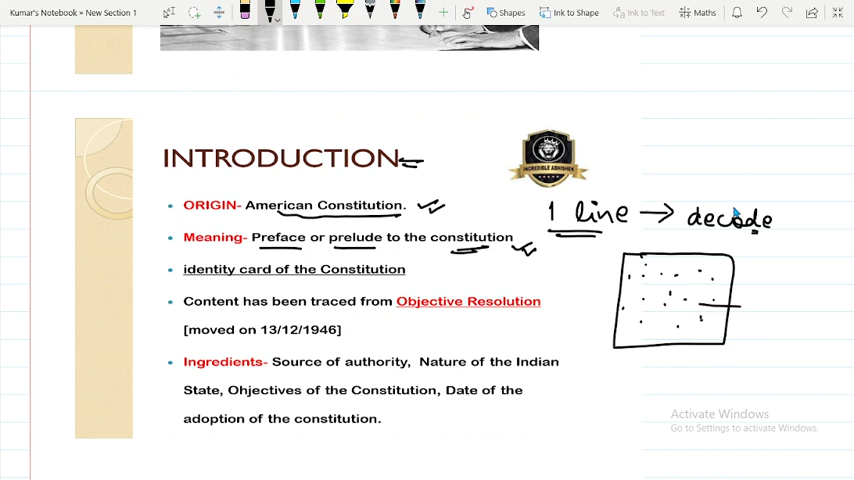 Kumar's Notebook » New Section 1
Shapes
Ink to Shape
Ink to Text
Maths
INTRODUCTION
INCREDIBLE ABHISHEK
ORIGIN- American Constitution.
1 line → decode
Meaning- Preface or prelude to the constitution
identity card of the Constitution
Content has been traced from Objective Resolution
[moved on 13/12/1946]
Ingredients- Source of authority, Nature of the Indian
State, Ohjectives of the Constitution, Date of the
adoption of the constitution.
Activate Windows
Go to Settings to activate Windows.